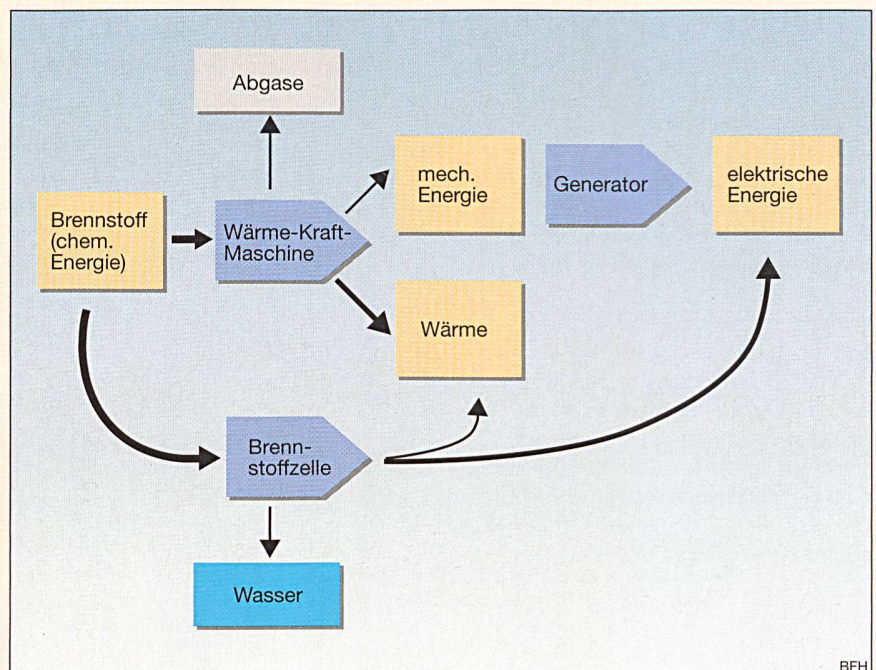 Abgase
mech.
Energie
Generator
elektrische
Energie
Brennstoff
(chem.
Energie)
Wärme-Kraft-
Maschine
Wärme
Brenn-
stoffzelle
Wasser
BFH